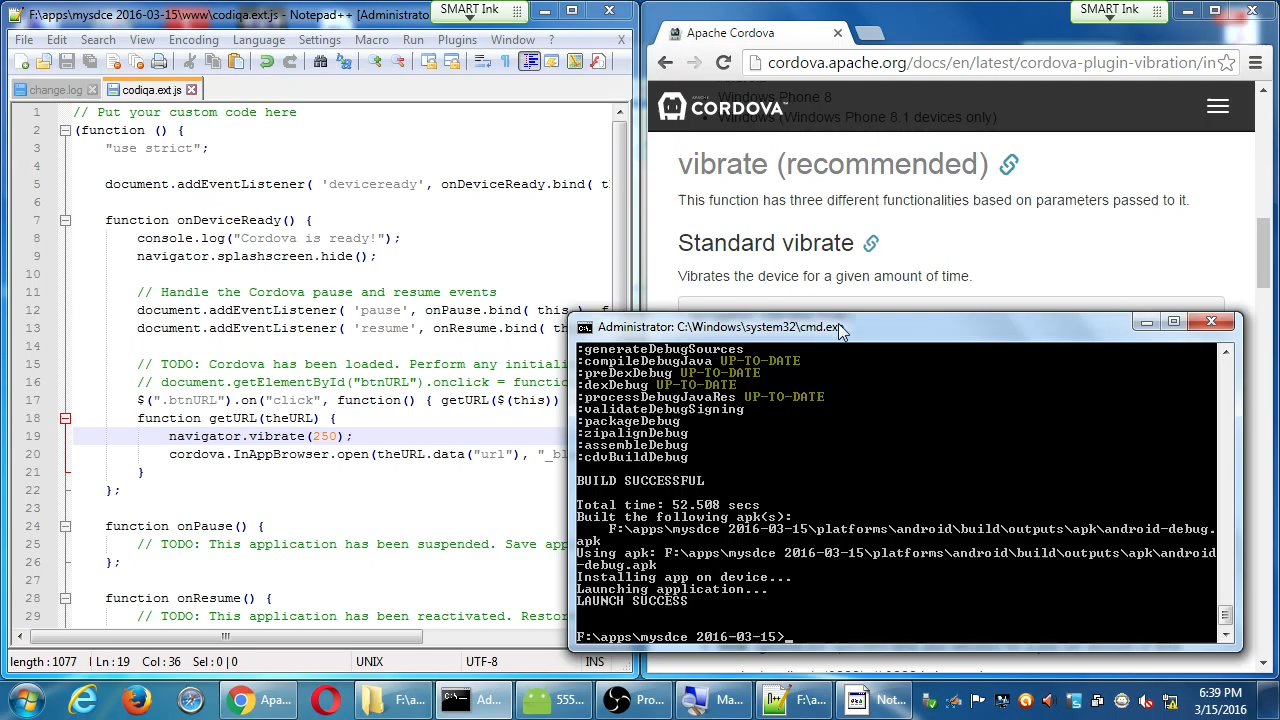 F:\apps\mysdce 2016-03-15\www\codiqa.ext.js - Notepad++ [Administrator
SMART Ink
File Edit Search View Encoding Language Settings Macro Run Plugins Window ? X
change.log
codiqa.ext.js
1 // Put your custom code here
2 (function () {
3 "use strict";
4
5 document.addEventListener( 'deviceready', onDeviceReady.bind( t
6
7 function onDeviceReady() {
8 console.log("Cordova is ready!");
9 navigator.splashscreen.hide();
10
11 // Handle the Cordova pause and resume events
12 document.addEventListener( 'pause', onPause.bind( this ), f
13 document.addEventListener( 'resume', onResume.bind( this
14
15 // TODO: Cordova has been loaded. Perform any initiali
16 // document.getElementById("btnURL").onclick = functio
17 $(".btnURL").on("click", function() { getURL($(this))
18 function getURL(theURL) {
19 navigator.vibrate(250);
20 cordova.InAppBrowser.open(theURL.data("url"), "_bl
21 }
22 };
23
24 function onPause() {
25 // TODO: This application has been suspended. Save app
26 };
27
28 function onResume() {
29 // TODO: This application has been reactivated. Restor
length : 1077 Ln : 19 Col : 36 Sel : 0 | 0 UNIX UTF-8 INS
SMART Ink
Apache Cordova
cordova.apache.org/docs/en/latest/cordova-plugin-vibration/in
Windows Phone 8
Windows (Windows Phone 8.1 devices only)
APACHE
CORDOVA™
vibrate (recommended)
This function has three different functionalities based on parameters passed to it.
Standard vibrate
Vibrates the device for a given amount of time.
Administrator: C:\Windows\system32\cmd.exe
:generateDebugSources
:compileDebugJava UP-TO-DATE
:preDexDebug UP-TO-DATE
:dexDebug UP-TO-DATE
:processDebugJavaRes UP-TO-DATE
:validateDebugSigning
:packageDebug
:zipalignDebug
:assembleDebug
:cdvBuildDebug
BUILD SUCCESSFUL
Total time: 52.508 secs
Built the following apk(s):
F:\apps\mysdce 2016-03-15\platforms\android\build\outputs\apk\android-debug.
apk
Using apk: F:\apps\mysdce 2016-03-15\platforms\android\build\outputs\apk\android
-debug.apk
Installing app on device...
Launching application...
LAUNCH SUCCESS
F:\apps\mysdce 2016-03-15>_
Apa... F:\a... Ad... 555... Pro... Ma... F:\a... Not...
6:39 PM
3/15/2016